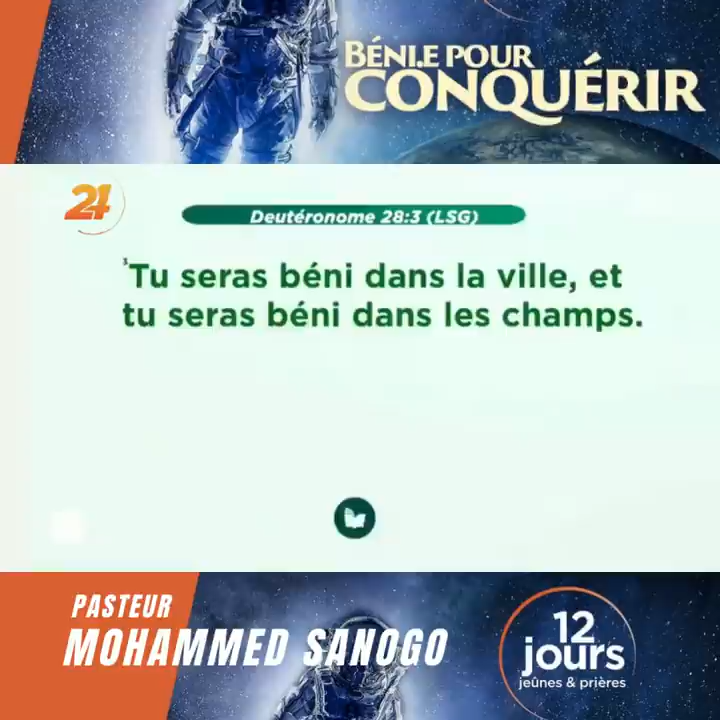 BÉNI.E POUR
CONQUÉRIR
24
Deutéronome 28:3 (LSG)
³Tu seras béni dans la ville, et
tu seras béni dans les champs.
PASTEUR
MOHAMMED SANOGO
12
jours
jeûnes & prières